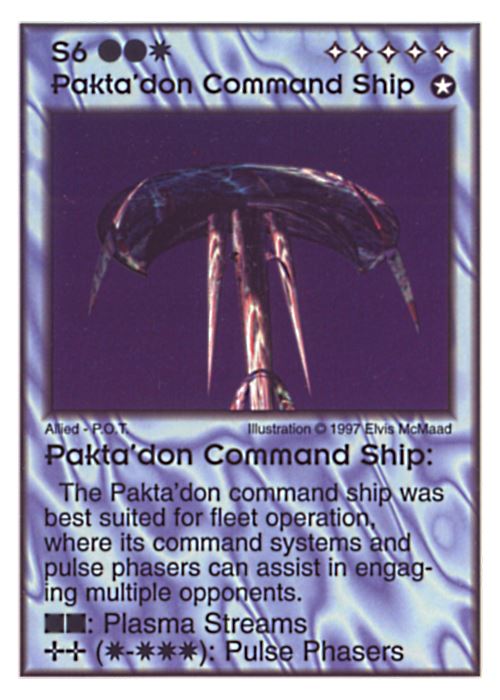 S6
Pakta'don Command Ship
Allied - P.O.T. Illustration © 1997 Elvis McMaad
Pakta'don Command Ship:
The Pakta'don command ship was
best suited for fleet operation,
where its command systems and
pulse phasers can assist in engag-
ing multiple opponents.
■■: Plasma Streams
✢✢ (✷-✷✷✷): Pulse Phasers